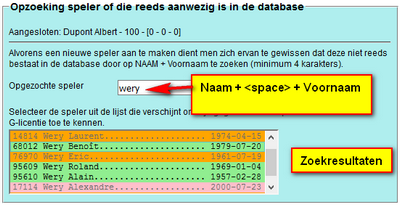 Opzoeking speler of die reeds aanwezig is in de database
Aangesloten: Dupont Albert - 100 - [0 - 0 - 0]
Alvorens een nieuwe speler aan te maken dient men zich ervan te gewissen dat deze niet reeds
bestaat in de database door op NAAM + Voornaam te zoeken (minimum 4 karakters).
Opgezochte speler wery
Naam + <space> + Voornaam
Selecteer de speler uit de lijst die verschijnt om
G-licentie toe te kennen.
14814 Wery Laurent.................. 1974-04-15
68012 Wery Benoît................... 1979-07-20
76970 Wery Eric..................... 1961-07-19
95609 Wery Roland................... 1969-01-04
95610 Wery Alain.................... 1957-02-28
17114 Wery Alexandre................ 2000-07-23
Zoekresultaten